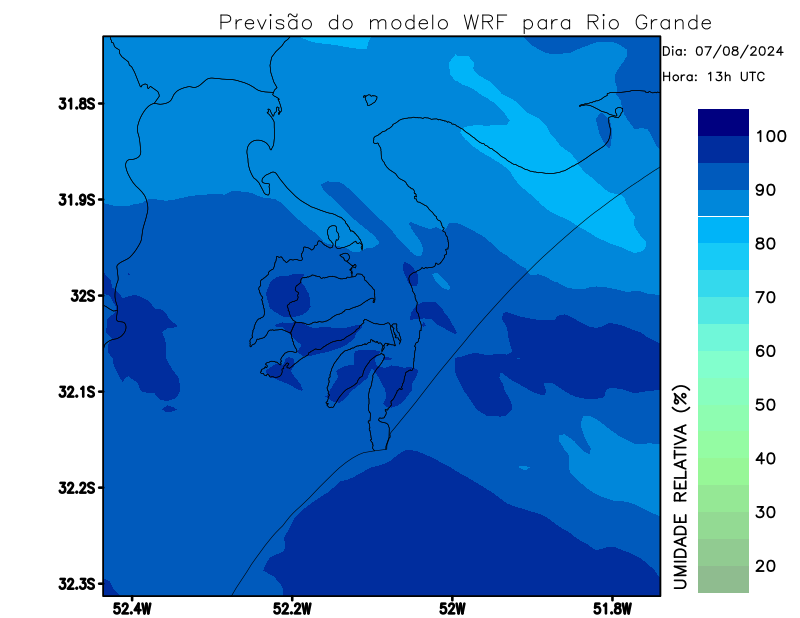 Previsão do modelo WRF para Rio Grande
Dia: 07/08/2024
Hora: 13h UTC
31.8S
31.9S
32S
32.1S
32.2S
32.3S
52.4W
52.2W
52W
51.8W
100
90
80
70
60
50
40
30
20
UMIDADE RELATIVA (%)